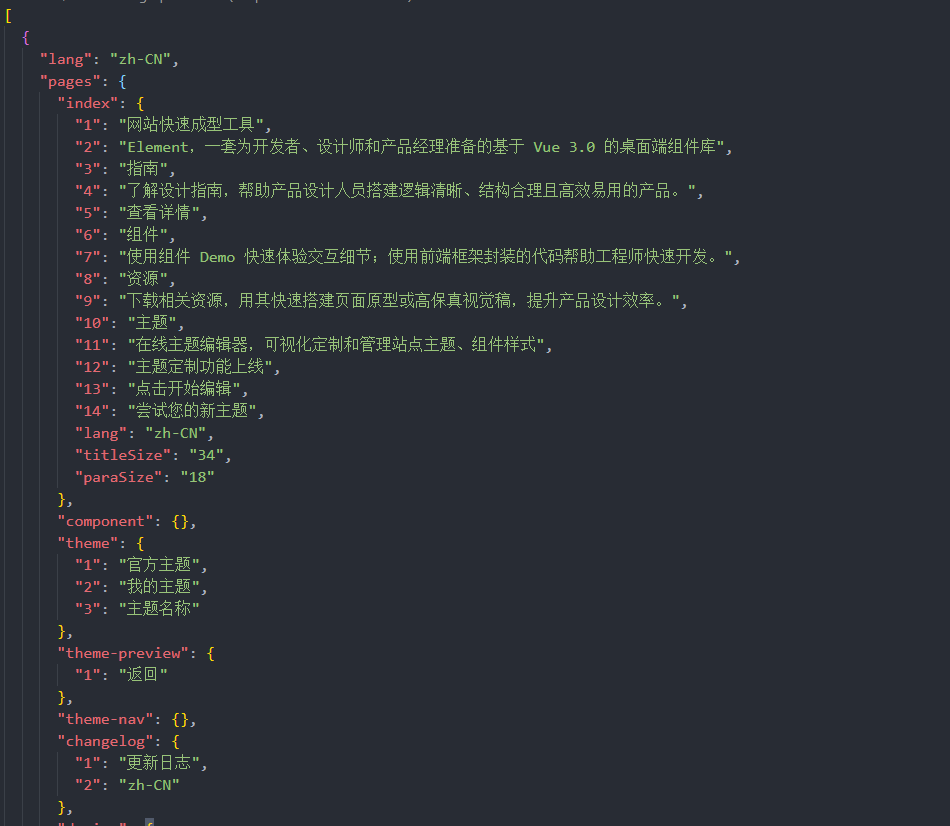 [
{
"lang": "zh-CN",
"pages": {
"index": {
"1": "网站快速成型工具",
"2": "Element，一套为开发者、设计师和产品经理准备的基于 Vue 3.0 的桌面端组件库",
"3": "指南",
"4": "了解设计指南，帮助产品设计人员搭建逻辑清晰、结构合理且高效易用的产品。",
"5": "查看详情",
"6": "组件",
"7": "使用组件 Demo 快速体验交互细节；使用前端框架封装的代码帮助工程师快速开发。",
"8": "资源",
"9": "下载相关资源，用其快速搭建页面原型或高保真视觉稿，提升产品设计效率。",
"10": "主题",
"11": "在线主题编辑器，可视化定制和管理站点主题、组件样式",
"12": "主题定制功能上线",
"13": "点击开始编辑",
"14": "尝试您的新主题",
"lang": "zh-CN",
"titleSize": "34",
"paraSize": "18"
},
"component": {},
"theme": {
"1": "官方主题",
"2": "我的主题",
"3": "主题名称"
},
"theme-preview": {
"1": "返回"
},
"theme-nav": {},
"changelog": {
"1": "更新日志",
"2": "zh-CN"
},